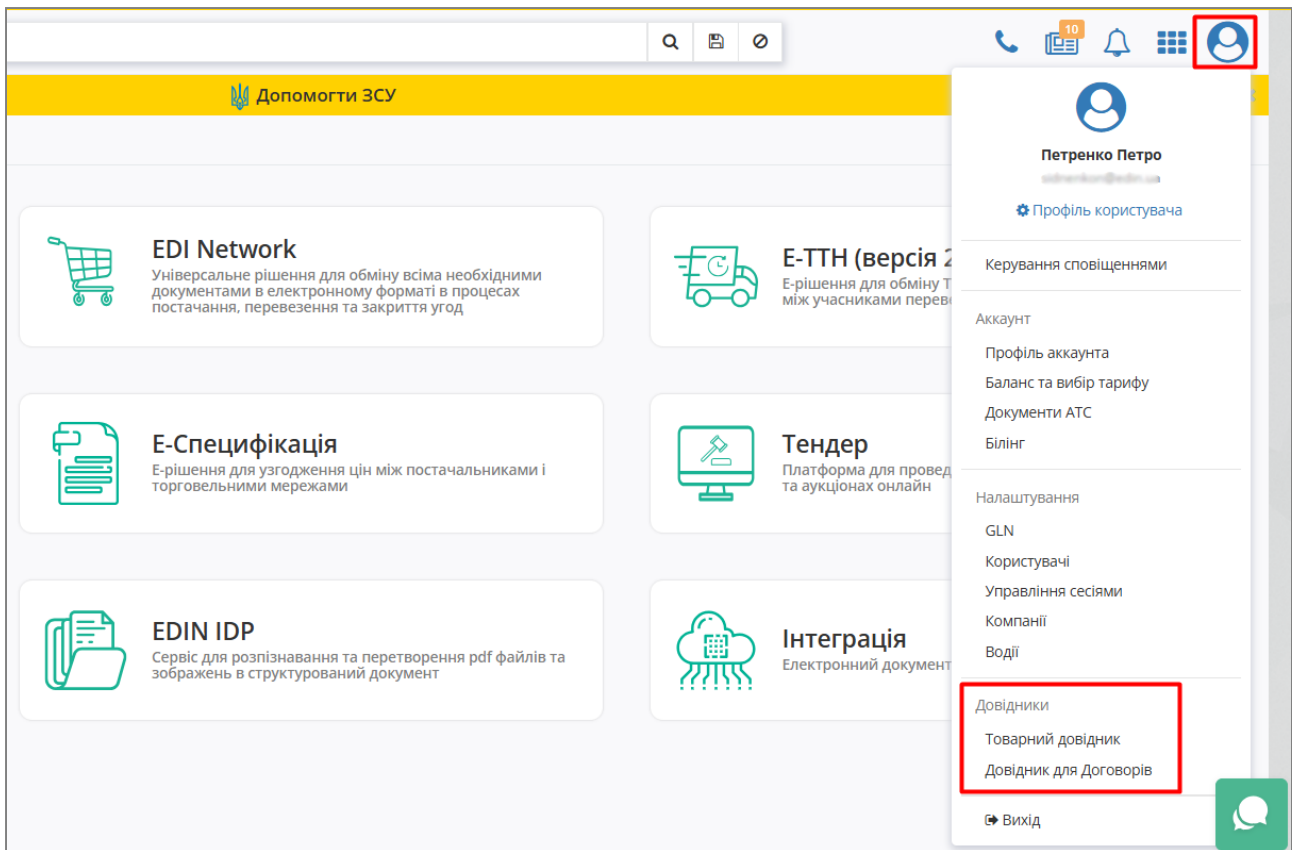 10
Допомогти ЗСУ
Петренко Петро
Профіль користувача
Керування сповіщеннями
Аккаунт
Профіль аккаунта
Баланс та вибір тарифу
Документи АТС
Білінг
Налаштування
GLN
Користувачі
Управління сесіями
Компанії
Водії
Довідники
Товарний довідник
Довідник для Договорів
Вихід
EDI Network
Універсальне рішення для обміну всіма необхідними
документами в електронному форматі в процесах
постачання, перевезення та закриття угод
Е-ТТН (версія 2
Е-рішення для обміну Т
між учасниками
Е-Специфікація
Е-рішення для узгодження цін між постачальниками і
торговельними мережами
Тендер
Платформа для
та аукціонах онлайн
EDIN IDP
Сервіс для розпізнавання та перетворення pdf файлів та
зображень в структурований документ
Інтеграція
Електронний документ